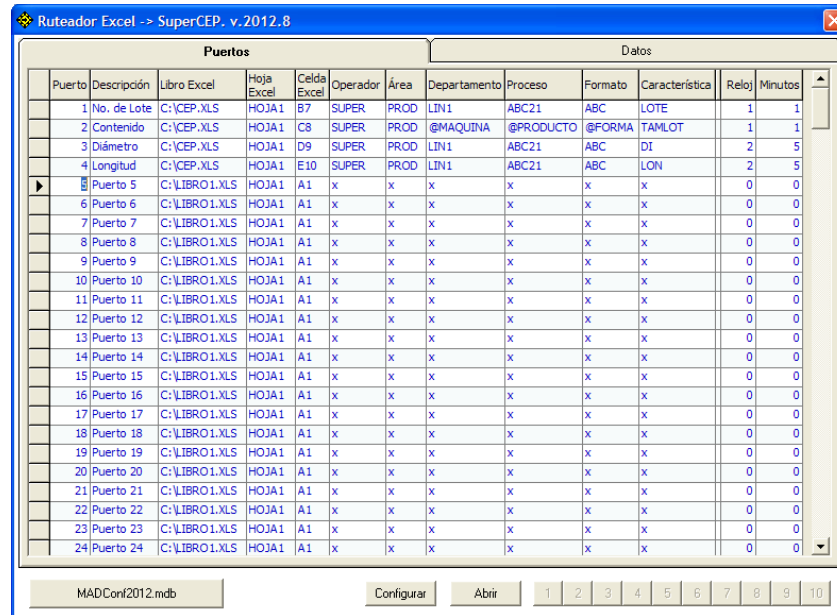 Ruteador Excel -> SuperCEP. v.2012.8
Puertos Datos
Puerto Descripción Libro Excel Hoja Excel Celda Excel Operador Área Departamento Proceso Formato Característica Reloj Minutos
1 No. de Lote C:\CEP.XLS HOJA1 B7 SUPER PROD LIN1 ABC21 ABC LOTE 1 1
2 Contenido C:\CEP.XLS HOJA1 C8 SUPER PROD @MAQUINA @PRODUCTO @FORMA TAMLOT 1 1
3 Diámetro C:\CEP.XLS HOJA1 D9 SUPER PROD LIN1 ABC21 ABC DI 2 5
4 Longitud C:\CEP.XLS HOJA1 E10 SUPER PROD LIN1 ABC21 ABC LON 2 5
5 Puerto 5 C:\LIBRO1.XLS HOJA1 A1 x x x x x x 0 0
6 Puerto 6 C:\LIBRO1.XLS HOJA1 A1 x x x x x x 0 0
7 Puerto 7 C:\LIBRO1.XLS HOJA1 A1 x x x x x x 0 0
8 Puerto 8 C:\LIBRO1.XLS HOJA1 A1 x x x x x x 0 0
9 Puerto 9 C:\LIBRO1.XLS HOJA1 A1 x x x x x x 0 0
10 Puerto 10 C:\LIBRO1.XLS HOJA1 A1 x x x x x x 0 0
11 Puerto 11 C:\LIBRO1.XLS HOJA1 A1 x x x x x x 0 0
12 Puerto 12 C:\LIBRO1.XLS HOJA1 A1 x x x x x x 0 0
13 Puerto 13 C:\LIBRO1.XLS HOJA1 A1 x x x x x x 0 0
14 Puerto 14 C:\LIBRO1.XLS HOJA1 A1 x x x x x x 0 0
15 Puerto 15 C:\LIBRO1.XLS HOJA1 A1 x x x x x x 0 0
16 Puerto 16 C:\LIBRO1.XLS HOJA1 A1 x x x x x x 0 0
17 Puerto 17 C:\LIBRO1.XLS HOJA1 A1 x x x x x x 0 0
18 Puerto 18 C:\LIBRO1.XLS HOJA1 A1 x x x x x x 0 0
19 Puerto 19 C:\LIBRO1.XLS HOJA1 A1 x x x x x x 0 0
20 Puerto 20 C:\LIBRO1.XLS HOJA1 A1 x x x x x x 0 0
21 Puerto 21 C:\LIBRO1.XLS HOJA1 A1 x x x x x x 0 0
22 Puerto 22 C:\LIBRO1.XLS HOJA1 A1 x x x x x x 0 0
23 Puerto 23 C:\LIBRO1.XLS HOJA1 A1 x x x x x x 0 0
24 Puerto 24 C:\LIBRO1.XLS HOJA1 A1 x x x x x x 0 0
MADConf2012.mdb Configurar Abrir 1 2 3 4 5 6 7 8 9 10